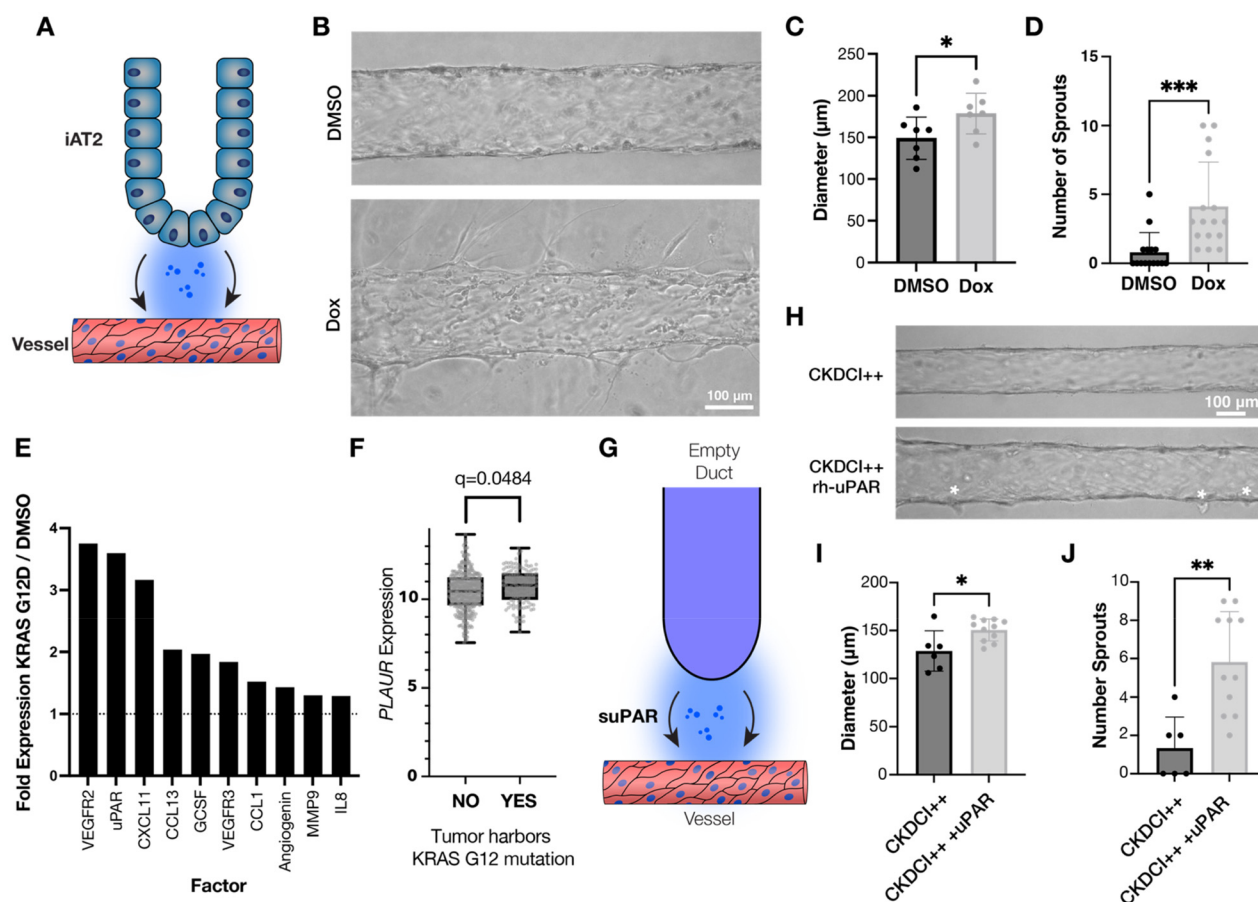 A
iAT2
Vessel
B
DMSO
Dox
100 µm
C
*
Diameter (µm)
250
200
150
100
50
0
DMSO Dox
D
***
Number of Sprouts
15
10
5
0
DMSO Dox
E
Fold Expression KRAS G12D / DMSO
4
3
2
1
0
VEGFR2
uPAR
CXCL11
CCL13
GCSF
VEGFR3
CCL1
Angiogenin
MMP9
IL8
Factor
F
q=0.0484
PLAUR Expression
10
5
0
NO YES
Tumor harbors
KRAS G12 mutation
G
Empty
Duct
suPAR
Vessel
H
CKDCI++
100 µm
CKDCI++
rh-uPAR
* * *
I
*
Diameter (µm)
200
150
100
50
0
CKDCI++
CKDCI++ +uPAR
J
**
Number Sprouts
10
8
6
4
2
0
CKDCI++
CKDCI++ +uPAR